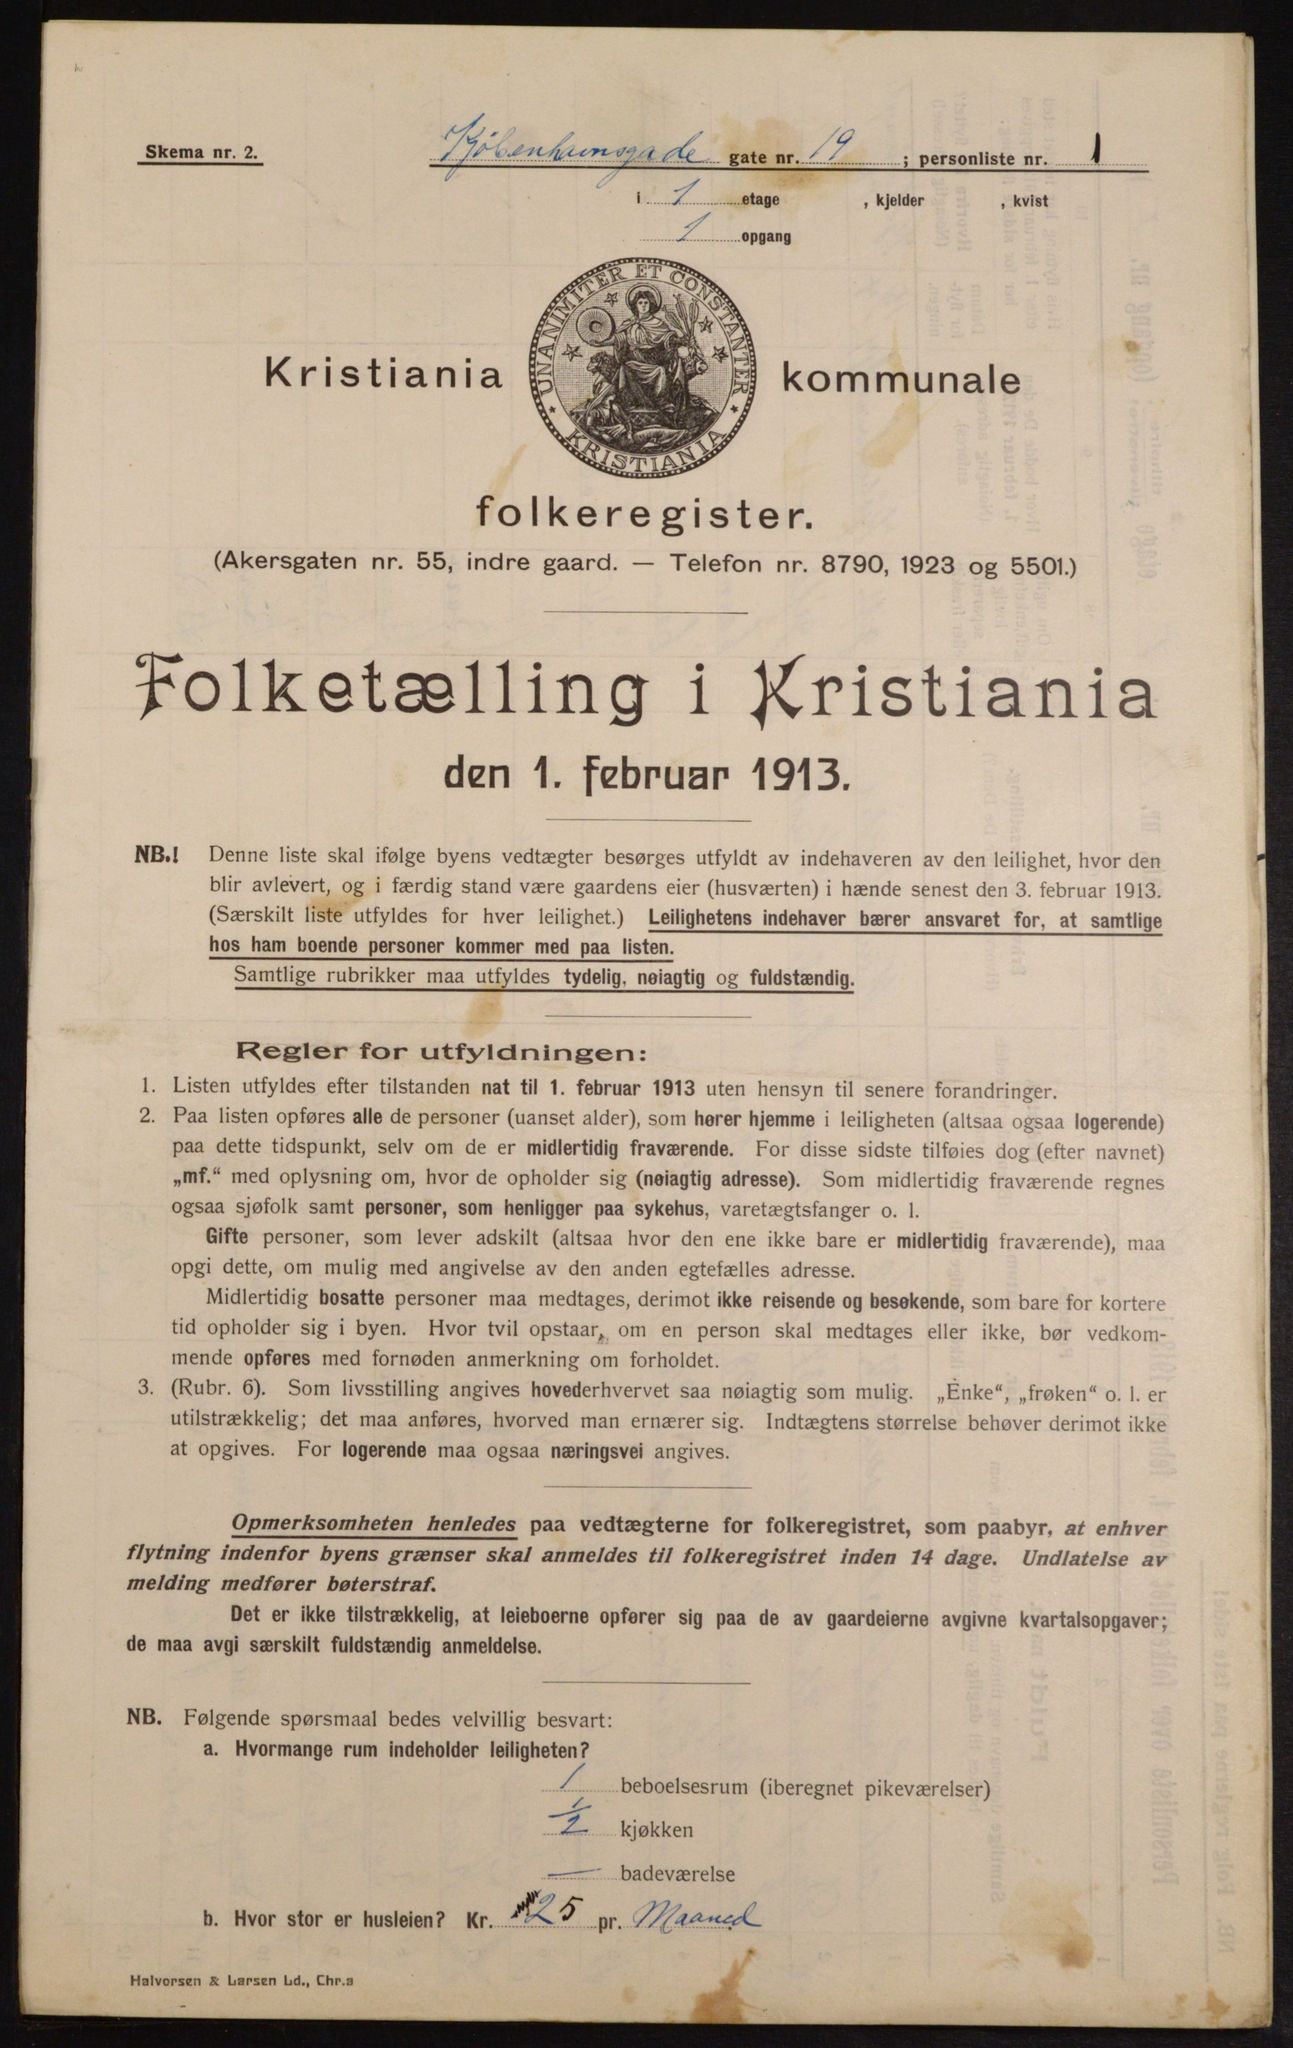 Skema nr. 2.
Kjøbenhavnsgade gate nr. 19 ; personliste nr. 1
i 1 etage , kjelder , kvist
1 opgang
UNANIMITER ET CONSTANTER
KRISTIANIA
Kristiania kommunale
folkeregister.
(Akersgaten nr. 55, indre gaard. — Telefon nr. 8790, 1923 og 5501.)
Folketælling i Kristiania
den 1. februar 1913.
NB.! Denne liste skal ifølge byens vedtægter besørges utfyldt av indehaveren av den leilighet, hvor den
blir avlevert, og i færdig stand være gaardens eier (husværten) i hænde senest den 3. februar 1913.
(Særskilt liste utfyldes for hver leilighet.) Leilighetens indehaver bærer ansvaret for, at samtlige
hos ham boende personer kommer med paa listen.
Samtlige rubrikker maa utfyldes tydelig, nøiagtig og fuldstændig.
Regler for utfyldningen:
1. Listen utfyldes efter tilstanden nat til 1. februar 1913 uten hensyn til senere forandringer.
2. Paa listen opføres alle de personer (uanset alder), som hører hjemme i leiligheten (altsaa ogsaa logerende)
paa dette tidspunkt, selv om de er midlertidig fraværende. For disse sidste tilføies dog (efter navnet)
„mf.“ med oplysning om, hvor de opholder sig (nøiagtig adresse). Som midlertidig fraværende regnes
ogsaa sjøfolk samt personer, som henligger paa sykehus, varetægtsfanger o. l.
Gifte personer, som lever adskilt (altsaa hvor den ene ikke bare er midlertidig fraværende), maa
opgi dette, om mulig med angivelse av den anden egtefælles adresse.
Midlertidig bosatte personer maa medtages, derimot ikke reisende og besøkende, som bare for kortere
tid opholder sig i byen. Hvor tvil opstaar, om en person skal medtages eller ikke, bør vedkom-
mende opføres med fornøden anmerkning om forholdet.
3. (Rubr. 6). Som livsstilling angives hovederhvervet saa nøiagtig som mulig. „Enke“, „frøken“ o. l. er
utilstrækkelig; det maa anføres, hvorved man ernærer sig. Indtægtens størrelse behøver derimot ikke
at opgives. For logerende maa ogsaa næringsvei angives.
Opmerksomheten henledes paa vedtægterne for folkeregistret, som paabyr, at enhver
flytning indenfor byens grænser skal anmeldes til folkeregistret inden 14 dage. Undlatelse av
melding medfører bøterstraf.
Det er ikke tilstrækkelig, at leieboerne opfører sig paa de av gaardeierne avgivne kvartalsopgaver;
de maa avgi særskilt fuldstændig anmeldelse.
NB. Følgende spørsmaal bedes velvillig besvart:
a. Hvormange rum indeholder leiligheten?
1 beboelsesrum (iberegnet pikeværelser)
1/2 kjøkken
— badeværelse
b. Hvor stor er husleien? Kr. 25 pr. Maaned
Halvorsen & Larsen Ld., Chr.a